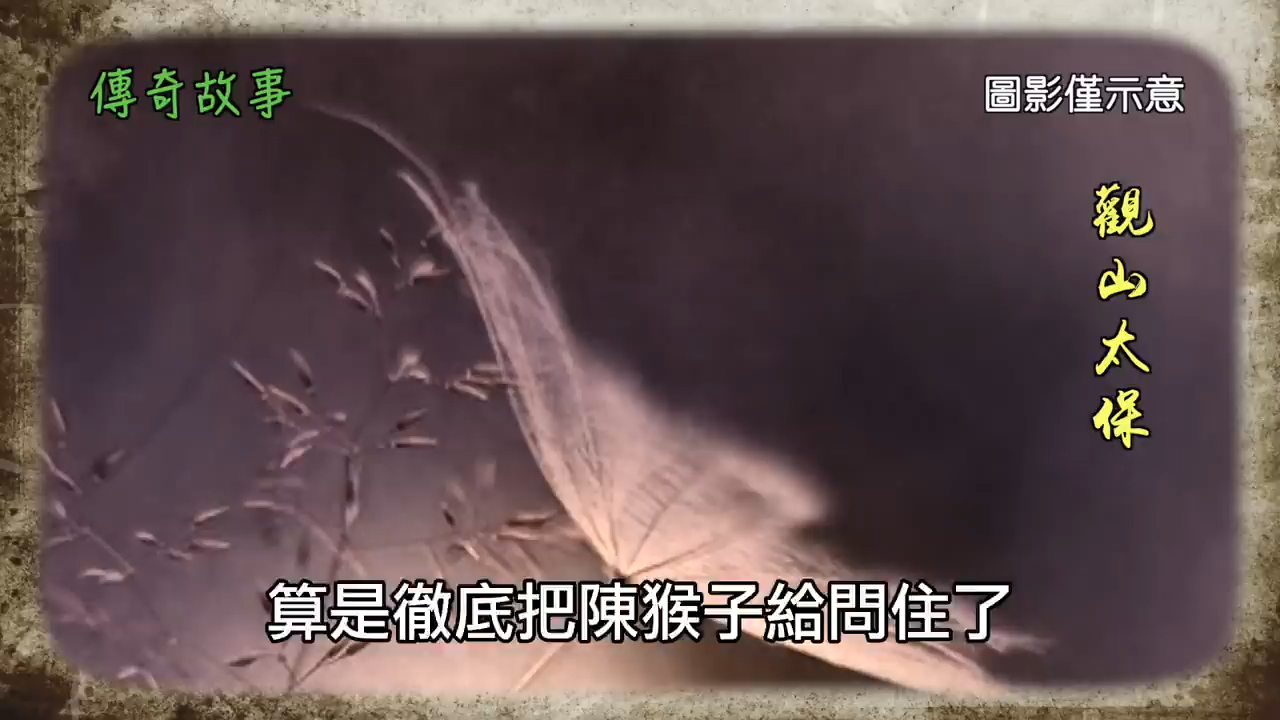 傳奇故事
圖影僅示意
觀山太保
算是徹底把陳猴子給問住了